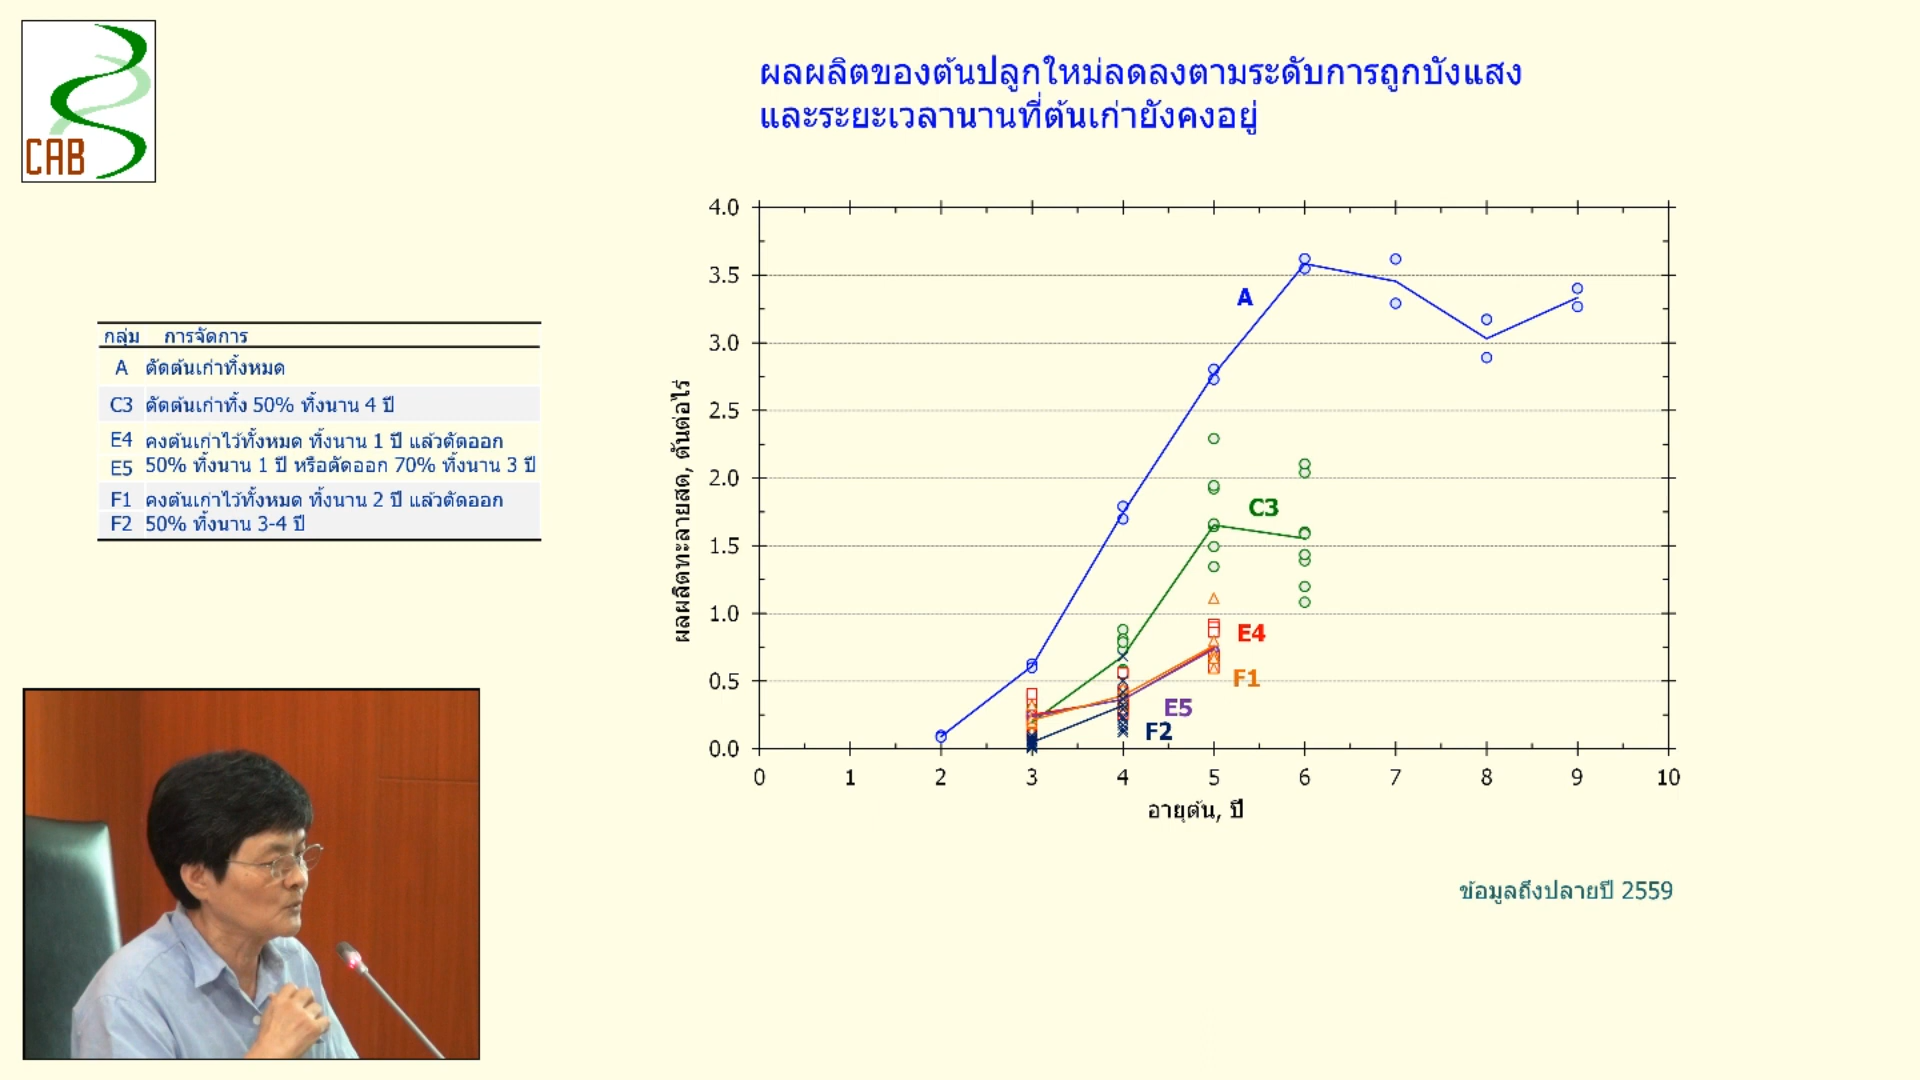 CAB
ผลผลิตของต้นปลูกใหม่ลดลงตามระดับการถูกบังแสง
และระยะเวลานานที่ต้นเก่ายังคงอยู่
กลุ่ม การจัดการ
A ตัดต้นเก่าทิ้งหมด
C3 ตัดต้นเก่าทิ้ง 50% ทิ้งนาน 4 ปี
E4 คงต้นเก่าไว้ทั้งหมด ทิ้งนาน 1 ปี แล้วตัดออก
E5 50% ทิ้งนาน 1 ปี หรือตัดออก 70% ทิ้งนาน 3 ปี
F1 คงต้นเก่าไว้ทั้งหมด ทิ้งนาน 2 ปี แล้วตัดออก
F2 50% ทิ้งนาน 3-4 ปี
ผลผลิตทะลายสด, ตันต่อไร่
4.0
3.5
3.0
2.5
2.0
1.5
1.0
0.5
0.0
A
C3
E4
F1
E5
F2
0 1 2 3 4 5 6 7 8 9 10
อายุต้น, ปี
ข้อมูลถึงปลายปี 2559